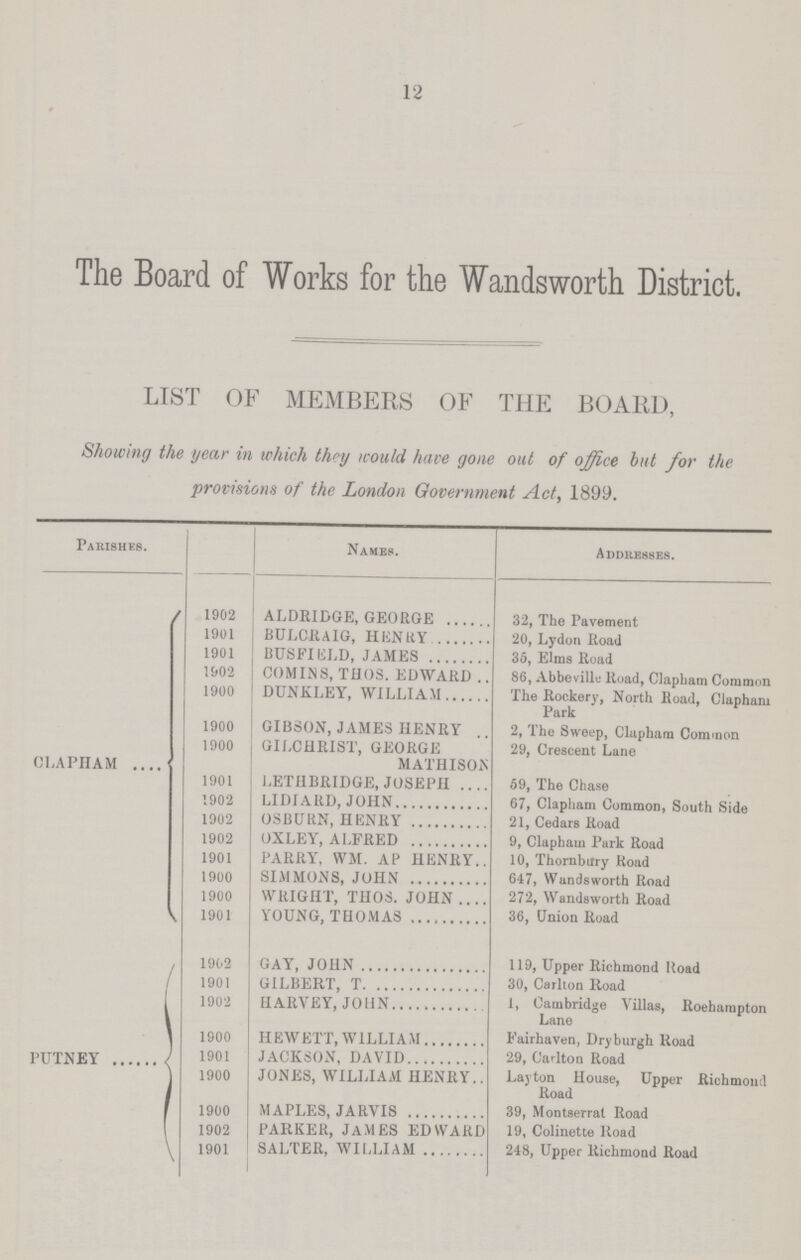 12
The Board of Works for the Wandsworth District.
LIST OF MEMBERS OF THE BOARD,
Showing the year in which they would have gone out of office but for the
provisions of the London Government Act, 1899.
PARISHES. NAMES. ADDRESSES.
1902 ALDRIDGE, GEORGE ...... 32, The Pavement
1901 BULCRAIG, HENRY ....... 20, Lydon Road
1901 BUSFIELD, JAMES ........ 35, Elms Road
1902 COMINS, THOS. EDWARD .. 86, Abbeville Road, Clapham Common
1900 DUNKLEY, WILLIAM...... The Rockery, North Road, Clapham
Park
1900 GIBSON, JAMES HENRY .. 2, The Sweep, Clapham Common
1900 GILCHRIST, GEORGE 29, Crescent Lane
CLAPHAM .... MATHISON
1901 LETHBRIDGE, JOSEPH .... 59, The Chase
1902 LIDIARD, JOHN............ 67, Clapham Common, South Side
1902 OSBURN, HENRY .......... 21, Cedars Road
1902 OXLEY, ALFRED .......... 9, Clapham Park Road
1901 PARRY, WM. AP HENRY.. 10, Thornbury Road
1900 SIMMONS, JOHN .......... 647, Wandsworth Road
1900 WRIGHT, THOS. JOHN .... 272, Wandsworth Road
1901 YOUNG, THOMAS .......... 36, Union Road
1902 GAY, JOHN ................ 119, Upper Richmond Road
1901 GILBERT, T. .............. 30, Carlton Road
1902 HARVEY, JOHN............ 1, Cambridge Villas, Roehampton
Lane
1900 HEWETT, WILLIAM........ Fairhaven, Dryburgh Road
PUTNEY ...... 1901 JACKSON, DAVID.......... 29, Carlton Road
1900 JONES, WILLIAM HENRY.. Layton House, Upper Richmond
Road
1900 MAPLES, JARVIS .......... 39, Montserrat Road
1902 PARKER, JAMES EDWARD 19, Colinette Road
1901 SALTER, WILLIAM ........ 248, Upper Richmond Road